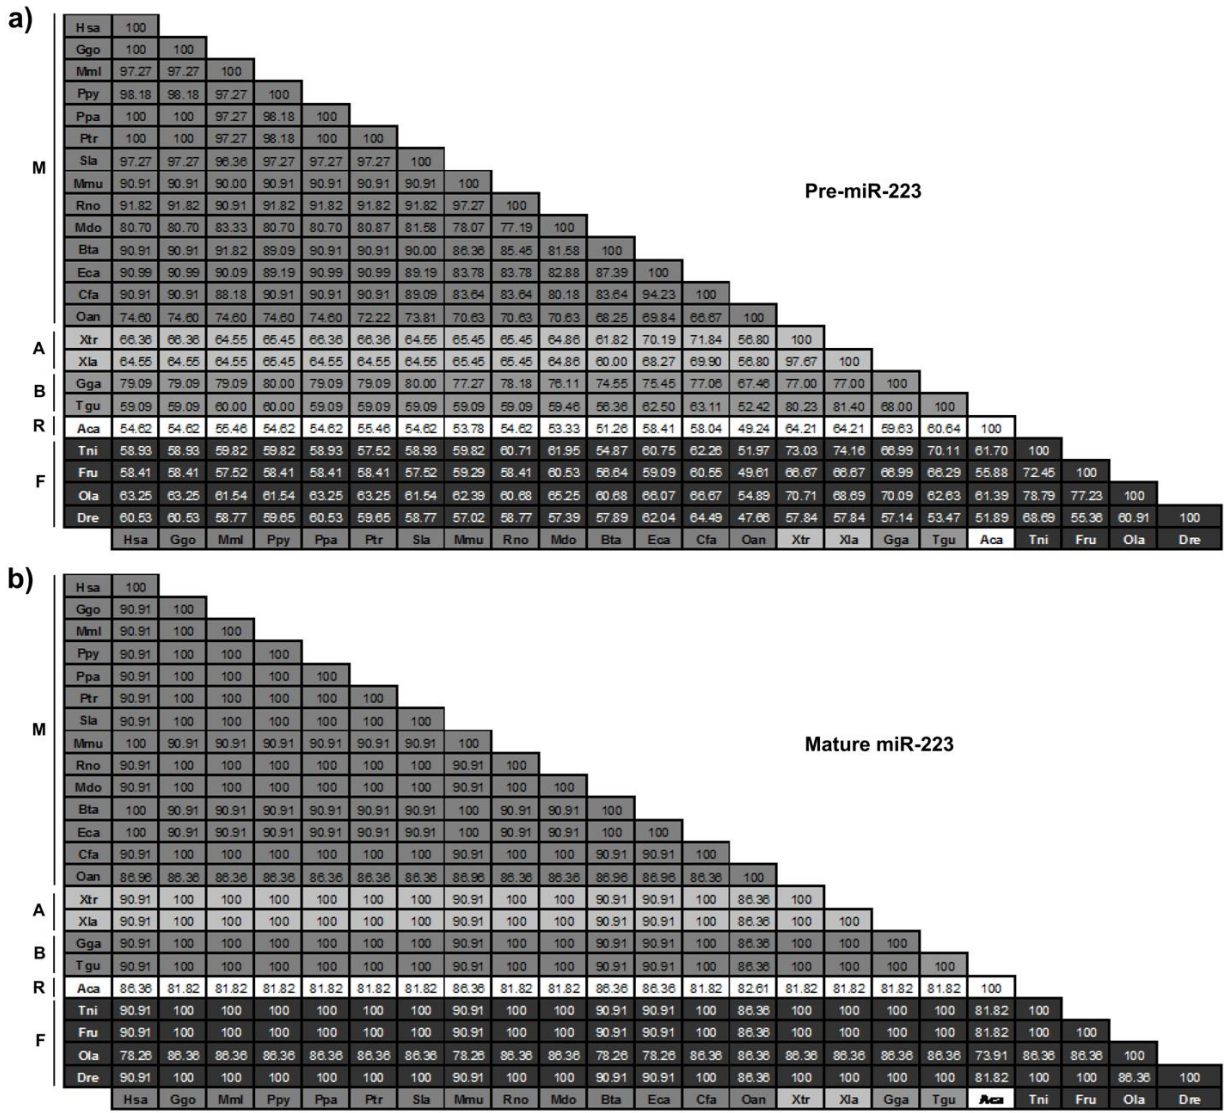 a)
Hsa 100
Ggo 100 100
Mml 97.27 97.27 100
Ppy 98.18 98.18 97.27 100
Ppa 100 100 97.27 98.18 100
Ptr 100 100 97.27 98.18 100 100
Sla 97.27 97.27 96.36 97.27 97.27 97.27 100
M
Mmu 90.91 90.91 90.00 90.91 90.91 90.91 90.91 100
Pre-miR-223
Rno 91.82 91.82 90.91 91.82 91.82 91.82 91.82 97.27 100
Mdo 80.70 80.70 83.33 80.70 80.70 80.87 81.58 78.07 77.19 100
Bta 90.91 90.91 91.82 89.09 90.91 90.91 90.00 86.36 85.45 81.58 100
Eca 90.99 90.99 90.09 89.19 90.99 90.99 89.19 83.78 83.78 82.88 87.39 100
Cfa 90.91 90.91 88.18 90.91 90.91 90.91 89.09 83.64 83.64 80.18 83.64 94.23 100
Oan 74.60 74.60 74.60 74.60 74.60 72.22 73.81 70.63 70.63 70.63 68.25 69.84 66.67 100
A
Xtr 66.36 66.36 64.55 65.45 66.36 66.36 64.55 65.45 65.45 64.86 61.82 70.19 71.84 56.80 100
Xla 64.55 64.55 64.55 65.45 64.55 64.55 64.55 65.45 65.45 64.86 60.00 68.27 69.90 56.80 97.67 100
B
Gga 79.09 79.09 79.09 80.00 79.09 79.09 80.00 77.27 78.18 76.11 74.55 75.45 77.06 67.46 77.00 77.00 100
Tgu 59.09 59.09 60.00 60.00 59.09 59.09 59.09 59.09 59.09 59.46 56.36 62.50 63.11 52.42 80.23 81.40 68.00 100
R
Aca 54.62 54.62 55.46 54.62 54.62 55.46 54.62 53.78 54.62 53.33 51.26 58.41 58.04 49.24 64.21 64.21 59.63 60.64 100
F
Tni 58.93 58.93 59.82 59.82 58.93 57.52 58.93 59.82 60.71 61.95 54.87 60.75 62.26 51.97 73.03 74.16 66.99 70.11 61.70 100
Fru 58.41 58.41 57.52 58.41 58.41 58.41 57.52 59.29 58.41 60.53 56.64 59.09 60.55 49.61 66.67 66.67 66.99 66.29 55.88 72.45 100
Ola 63.25 63.25 61.54 61.54 63.25 63.25 61.54 62.39 60.68 65.25 60.68 66.07 66.67 54.89 70.71 68.69 70.09 62.63 61.39 78.79 77.23 100
Dre 60.53 60.53 58.77 59.65 60.53 59.65 58.77 57.02 58.77 57.39 57.89 62.04 64.49 47.66 57.84 57.84 57.14 53.47 51.89 68.69 55.36 60.91 100
Hsa Ggo Mml Ppy Ppa Ptr Sla Mmu Rno Mdo Bta Eca Cfa Oan Xtr Xla Gga Tgu Aca Tni Fru Ola Dre
b)
Hsa 100
Ggo 90.91 100
Mml 90.91 100 100
Ppy 90.91 100 100 100
Ppa 90.91 100 100 100 100
Ptr 90.91 100 100 100 100 100
Sla 90.91 100 100 100 100 100 100
M
Mmu 100 90.91 90.91 90.91 90.91 90.91 90.91 100
Mature miR-223
Rno 90.91 100 100 100 100 100 100 90.91 100
Mdo 90.91 100 100 100 100 100 100 90.91 100 100
Bta 100 90.91 90.91 90.91 90.91 90.91 90.91 100 90.91 90.91 100
Eca 100 90.91 90.91 90.91 90.91 90.91 90.91 100 90.91 90.91 100 100
Cfa 90.91 100 100 100 100 100 100 90.91 100 100 90.91 90.91 100
Oan 86.96 86.36 86.36 86.36 86.36 86.36 86.36 86.96 86.36 86.36 86.96 86.96 86.36 100
A
Xtr 90.91 100 100 100 100 100 100 90.91 100 100 90.91 90.91 100 86.36 100
Xla 90.91 100 100 100 100 100 100 90.91 100 100 90.91 90.91 100 86.36 100 100
B
Gga 90.91 100 100 100 100 100 100 90.91 100 100 90.91 90.91 100 86.36 100 100 100
Tgu 90.91 100 100 100 100 100 100 90.91 100 100 90.91 90.91 100 86.36 100 100 100 100
R
Aca 86.36 81.82 81.82 81.82 81.82 81.82 81.82 86.36 81.82 81.82 86.36 86.36 81.82 82.61 81.82 81.82 81.82 81.82 100
F
Tni 90.91 100 100 100 100 100 100 90.91 100 100 90.91 90.91 100 86.36 100 100 100 100 81.82 100
Fru 90.91 100 100 100 100 100 100 90.91 100 100 90.91 90.91 100 86.36 100 100 100 100 81.82 100 100
Ola 78.26 86.36 86.36 86.36 86.36 86.36 86.36 78.26 86.36 86.36 78.26 78.26 86.36 86.36 86.36 86.36 86.36 86.36 73.91 86.36 86.36 100
Dre 90.91 100 100 100 100 100 100 90.91 100 100 90.91 90.91 100 86.36 100 100 100 100 81.82 100 100 86.36 100
Hsa Ggo Mml Ppy Ppa Ptr Sla Mmu Rno Mdo Bta Eca Cfa Oan Xtr Xla Gga Tgu Aca Tni Fru Ola Dre